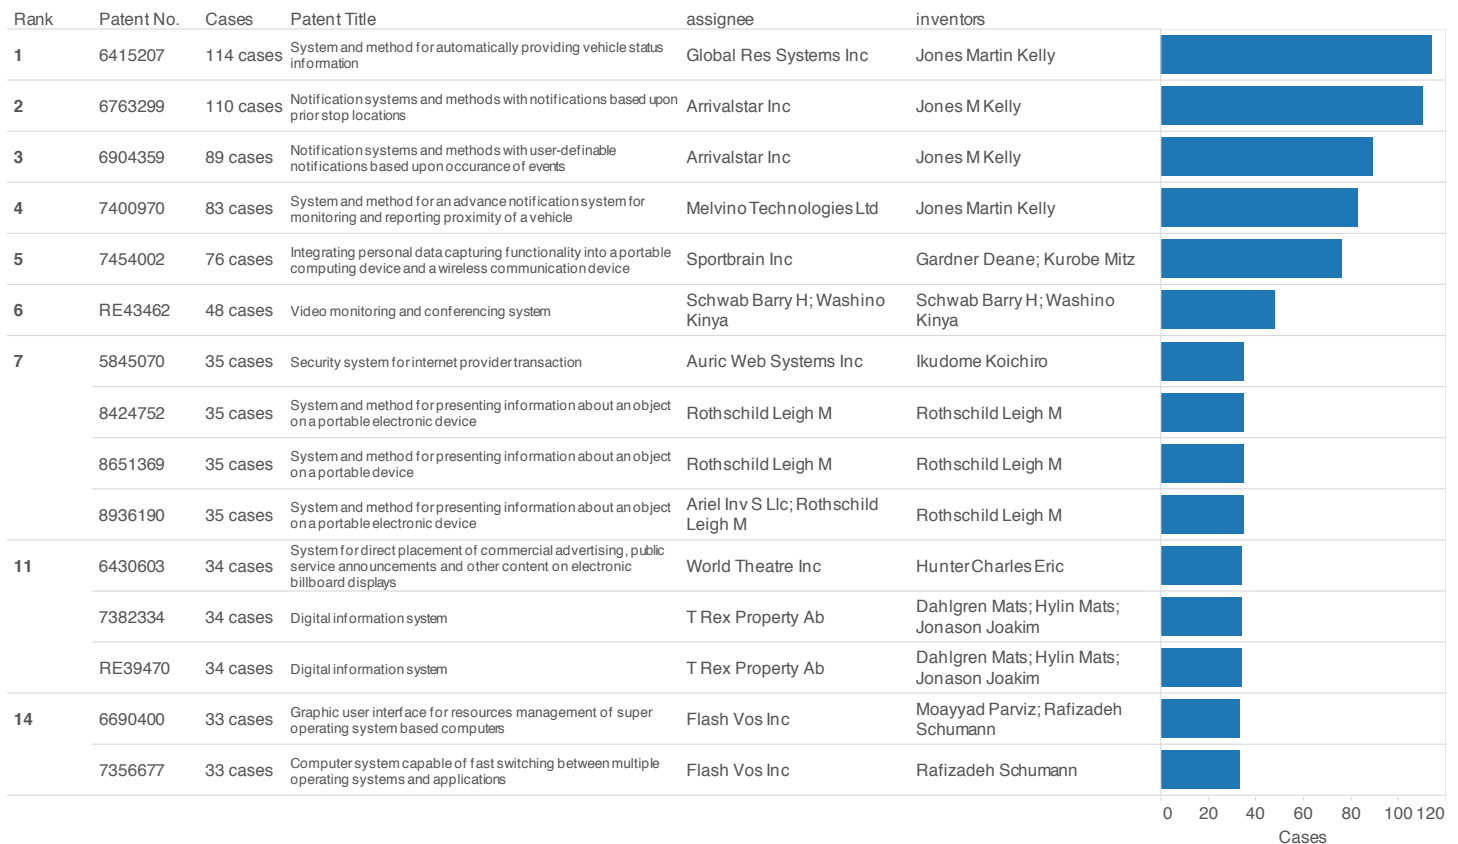 Rank Patent No. Cases Patent Title assignee inventors
1 6415207 114 cases System and method for automatically providing vehicle status
information Global Res Systems Inc Jones Martin Kelly
2 6763299 110 cases Notification systems and methods with notifications based upon
prior stop locations Arrivalstar Inc Jones M Kelly
3 6904359 89 cases Notification systems and methods with user-definable
notifications based upon occurance of events Arrivalstar Inc Jones M Kelly
4 7400970 83 cases System and method for an advance notification system for
monitoring and reporting proximity of a vehicle Melvino Technologies Ltd Jones Martin Kelly
5 7454002 76 cases Integrating personal data capturing functionality into a portable
computing device and a wireless communication device Sportbrain Inc Gardner Deane; Kurobe Mitz
6 RE43462 48 cases Video monitoring and conferencing system Schwab Barry H; Washino
Kinya Schwab Barry H; Washino
Kinya
7 5845070 35 cases Security system for internet provider transaction Auric Web Systems Inc Ikudome Koichiro
8424752 35 cases System and method for presenting information about an object
on a portable electronic device Rothschild Leigh M Rothschild Leigh M
8651369 35 cases System and method for presenting information about an object
on a portable device Rothschild Leigh M Rothschild Leigh M
8936190 35 cases System and method for presenting information about an object
on a portable electronic device Ariel Inv S Llc; Rothschild
Leigh M Rothschild Leigh M
11 6430603 34 cases System for direct placement of commercial advertising, public
service announcements and other content on electronic
billboard displays World Theatre Inc Hunter Charles Eric
7382334 34 cases Digital information system T Rex Property Ab Dahlgren Mats; Hylin Mats;
Jonason Joakim
RE39470 34 cases Digital information system T Rex Property Ab Dahlgren Mats; Hylin Mats;
Jonason Joakim
14 6690400 33 cases Graphic user interface for resources management of super
operating system based computers Flash Vos Inc Moayyad Parviz; Rafizadeh
Schumann
7356677 33 cases Computer system capable of fast switching between multiple
operating systems and applications Flash Vos Inc Rafizadeh Schumann
0 20 40 60 80 100 120
Cases